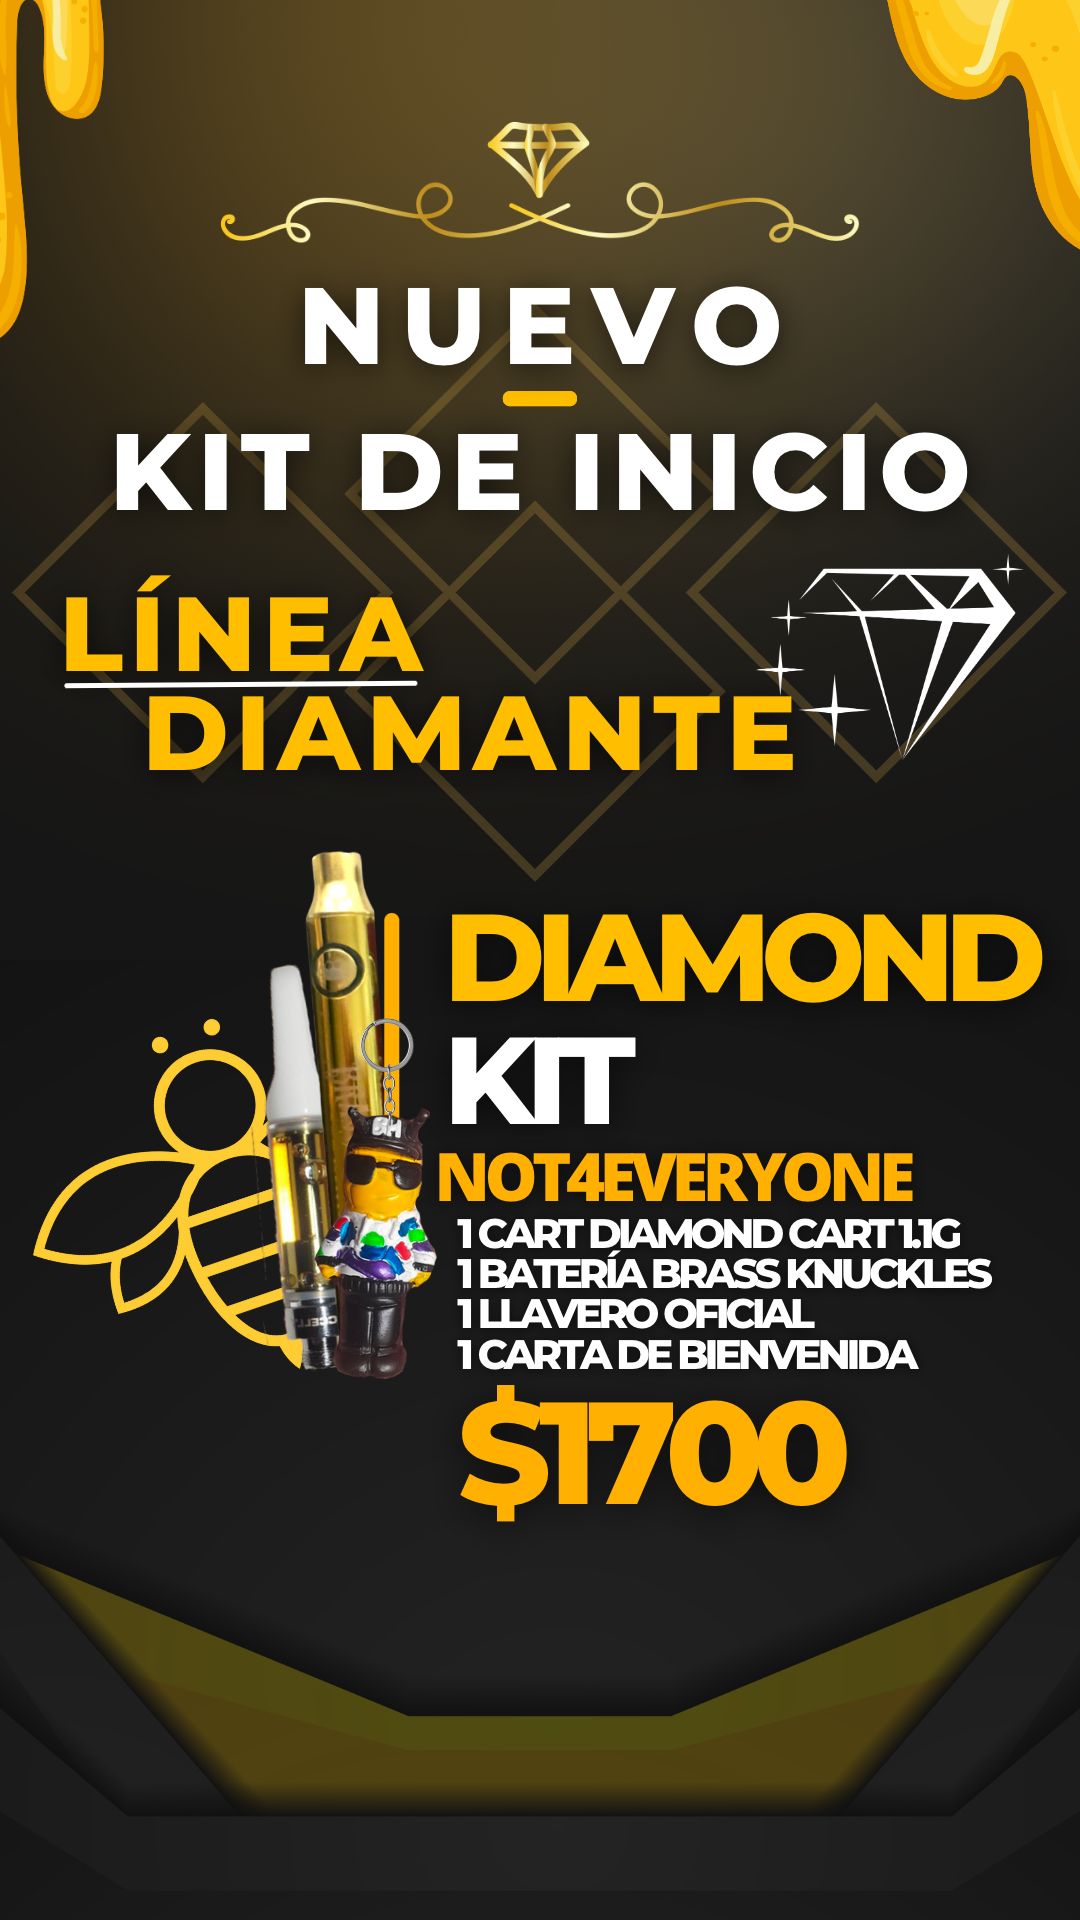 NUEVO
KIT DE INICIO
LÍNEA
DIAMANTE
DIAMOND
KIT
NOT4EVERYONE
1 CART DIAMOND CART 1.1G
1 BATERÍA BRASS KNUCKLES
1 LLAVERO OFICIAL
1 CARTA DE BIENVENIDA
$1700
BH